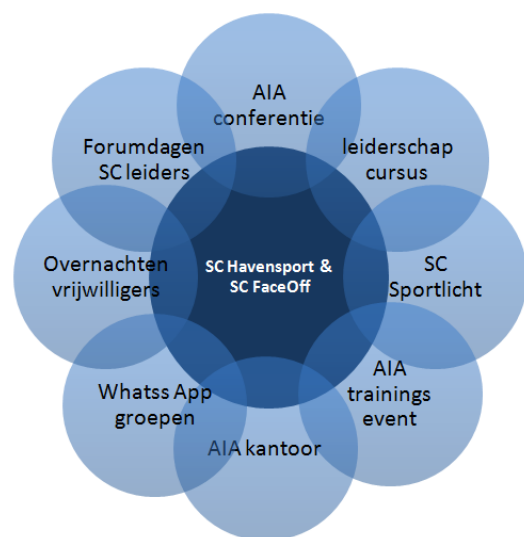 AIA
conferentie
leiderschap
cursus
SC
Sportlicht
AIA
trainings
event
AIA kantoor
Whatss App
groepen
Overnachten
vrijwilligers
Forumdagen
SC leiders
SC Havensport &
SC FaceOff